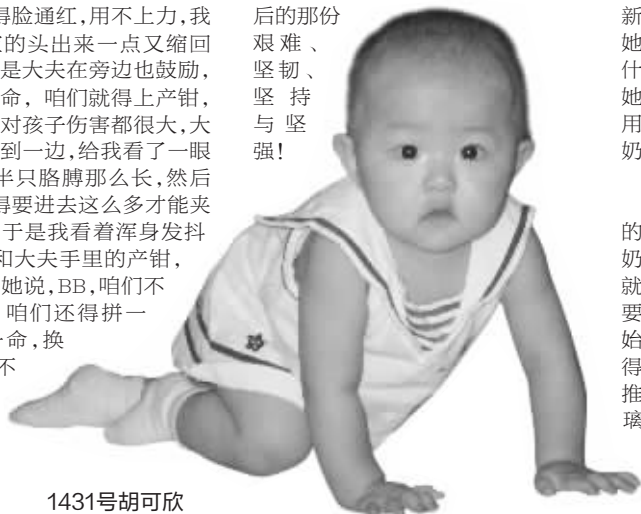 得脸通红,用不上力,我
的头出来一点又缩回
是大夫在旁边也鼓励,
命，咱们就得上产钳,
对孩子伤害都很大,大
到一边,给我看了一眼
半只胳膊那么长,然后
得要进去这么多才能夹
于是我看着浑身发抖
和大夫手里的产钳,
她说,BB,咱们不
咱们还得拼一
命,换
不
后的那份
艰难、
坚韧、
坚持
与坚
强!
新
她
什
她
用
奶
的
奶
就
要
始
得
推
璃
1431号胡可欣